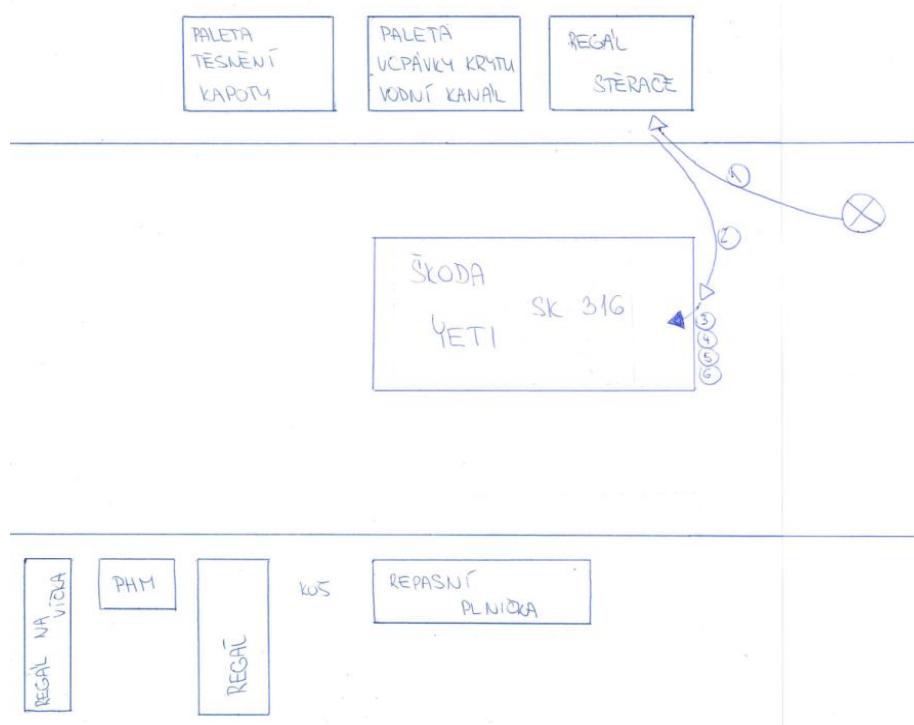 PALETA
TĚSNĚNÍ
KAPOTY
PALETA
UCPÁVKY KRYTU
VODNÍ KANÁL
REGÁL
STĚRAČE
1
2
ŠKODA
SK 316
YETI
3
4
5
6
REGÁL NA
VÍČKA
PHM
REGÁL
KOŠ
REPASNÍ
PLNIČKA